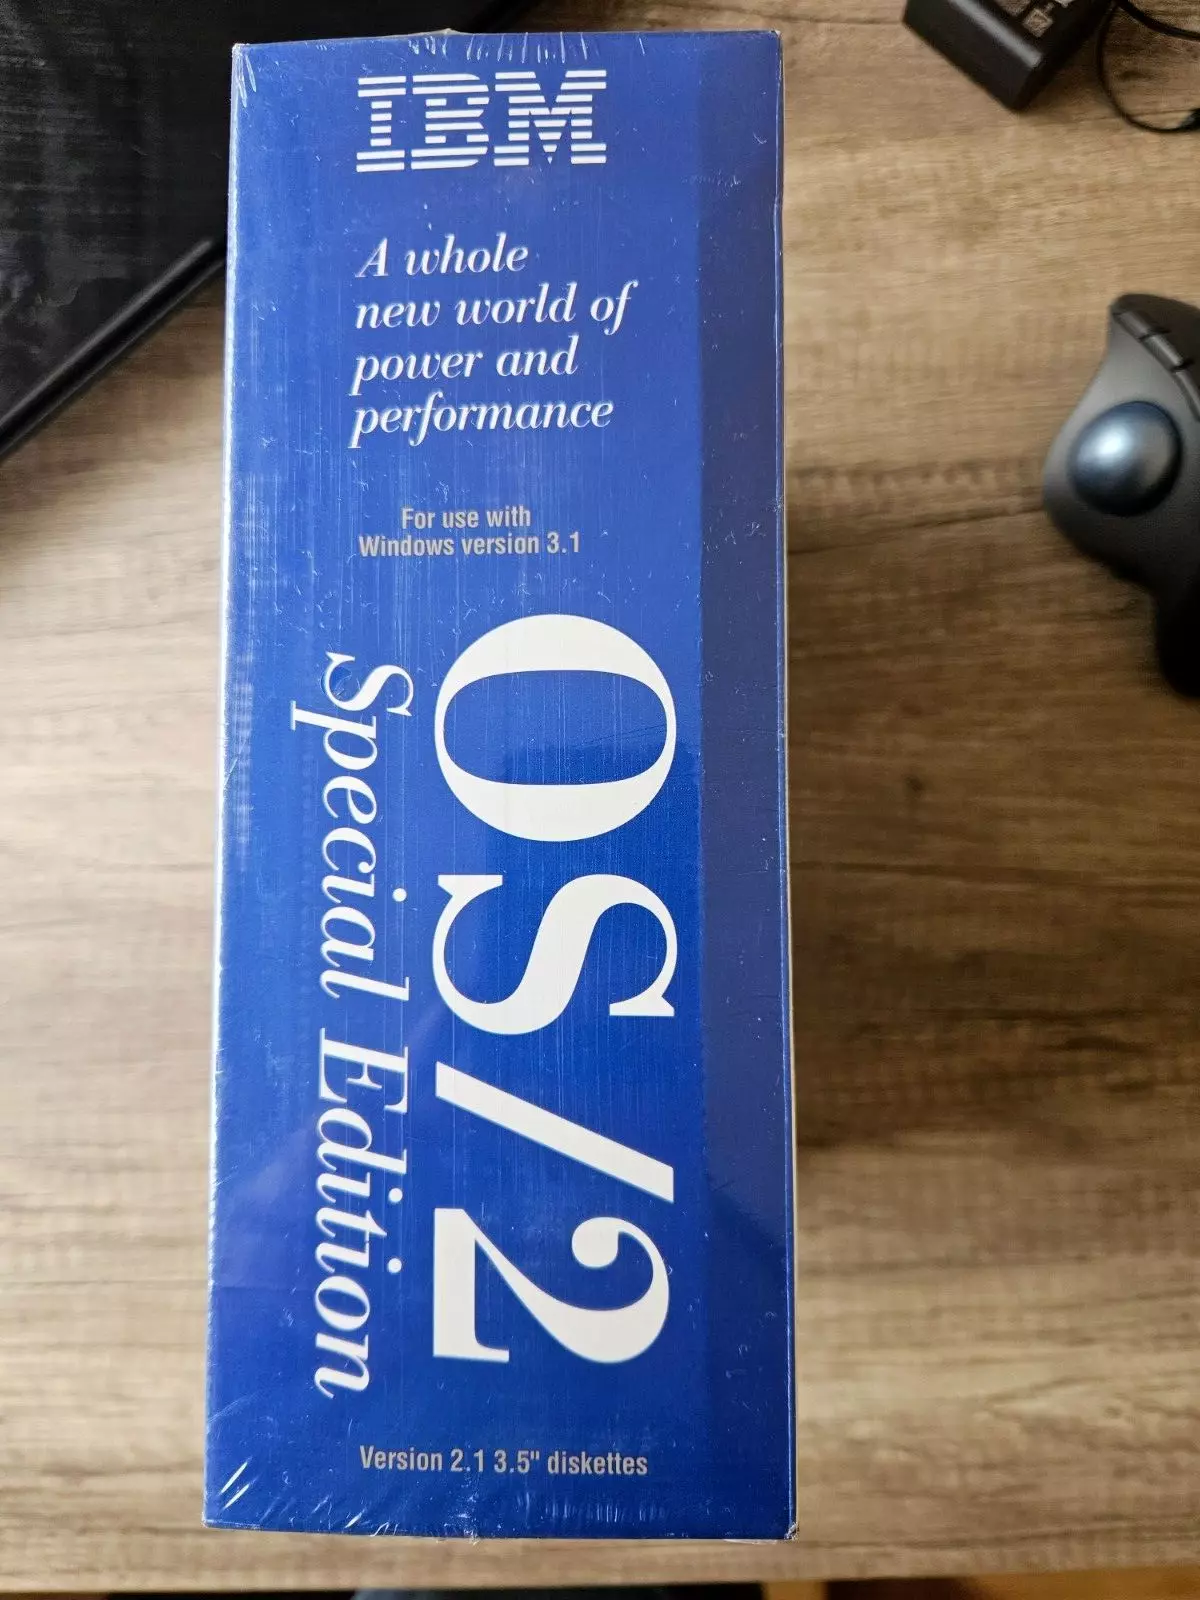 IBM
A whole
new world of
power and
performance
For use with
Windows version 3.1
OS/2
Special Edition
Version 2.1 3.5" diskettes